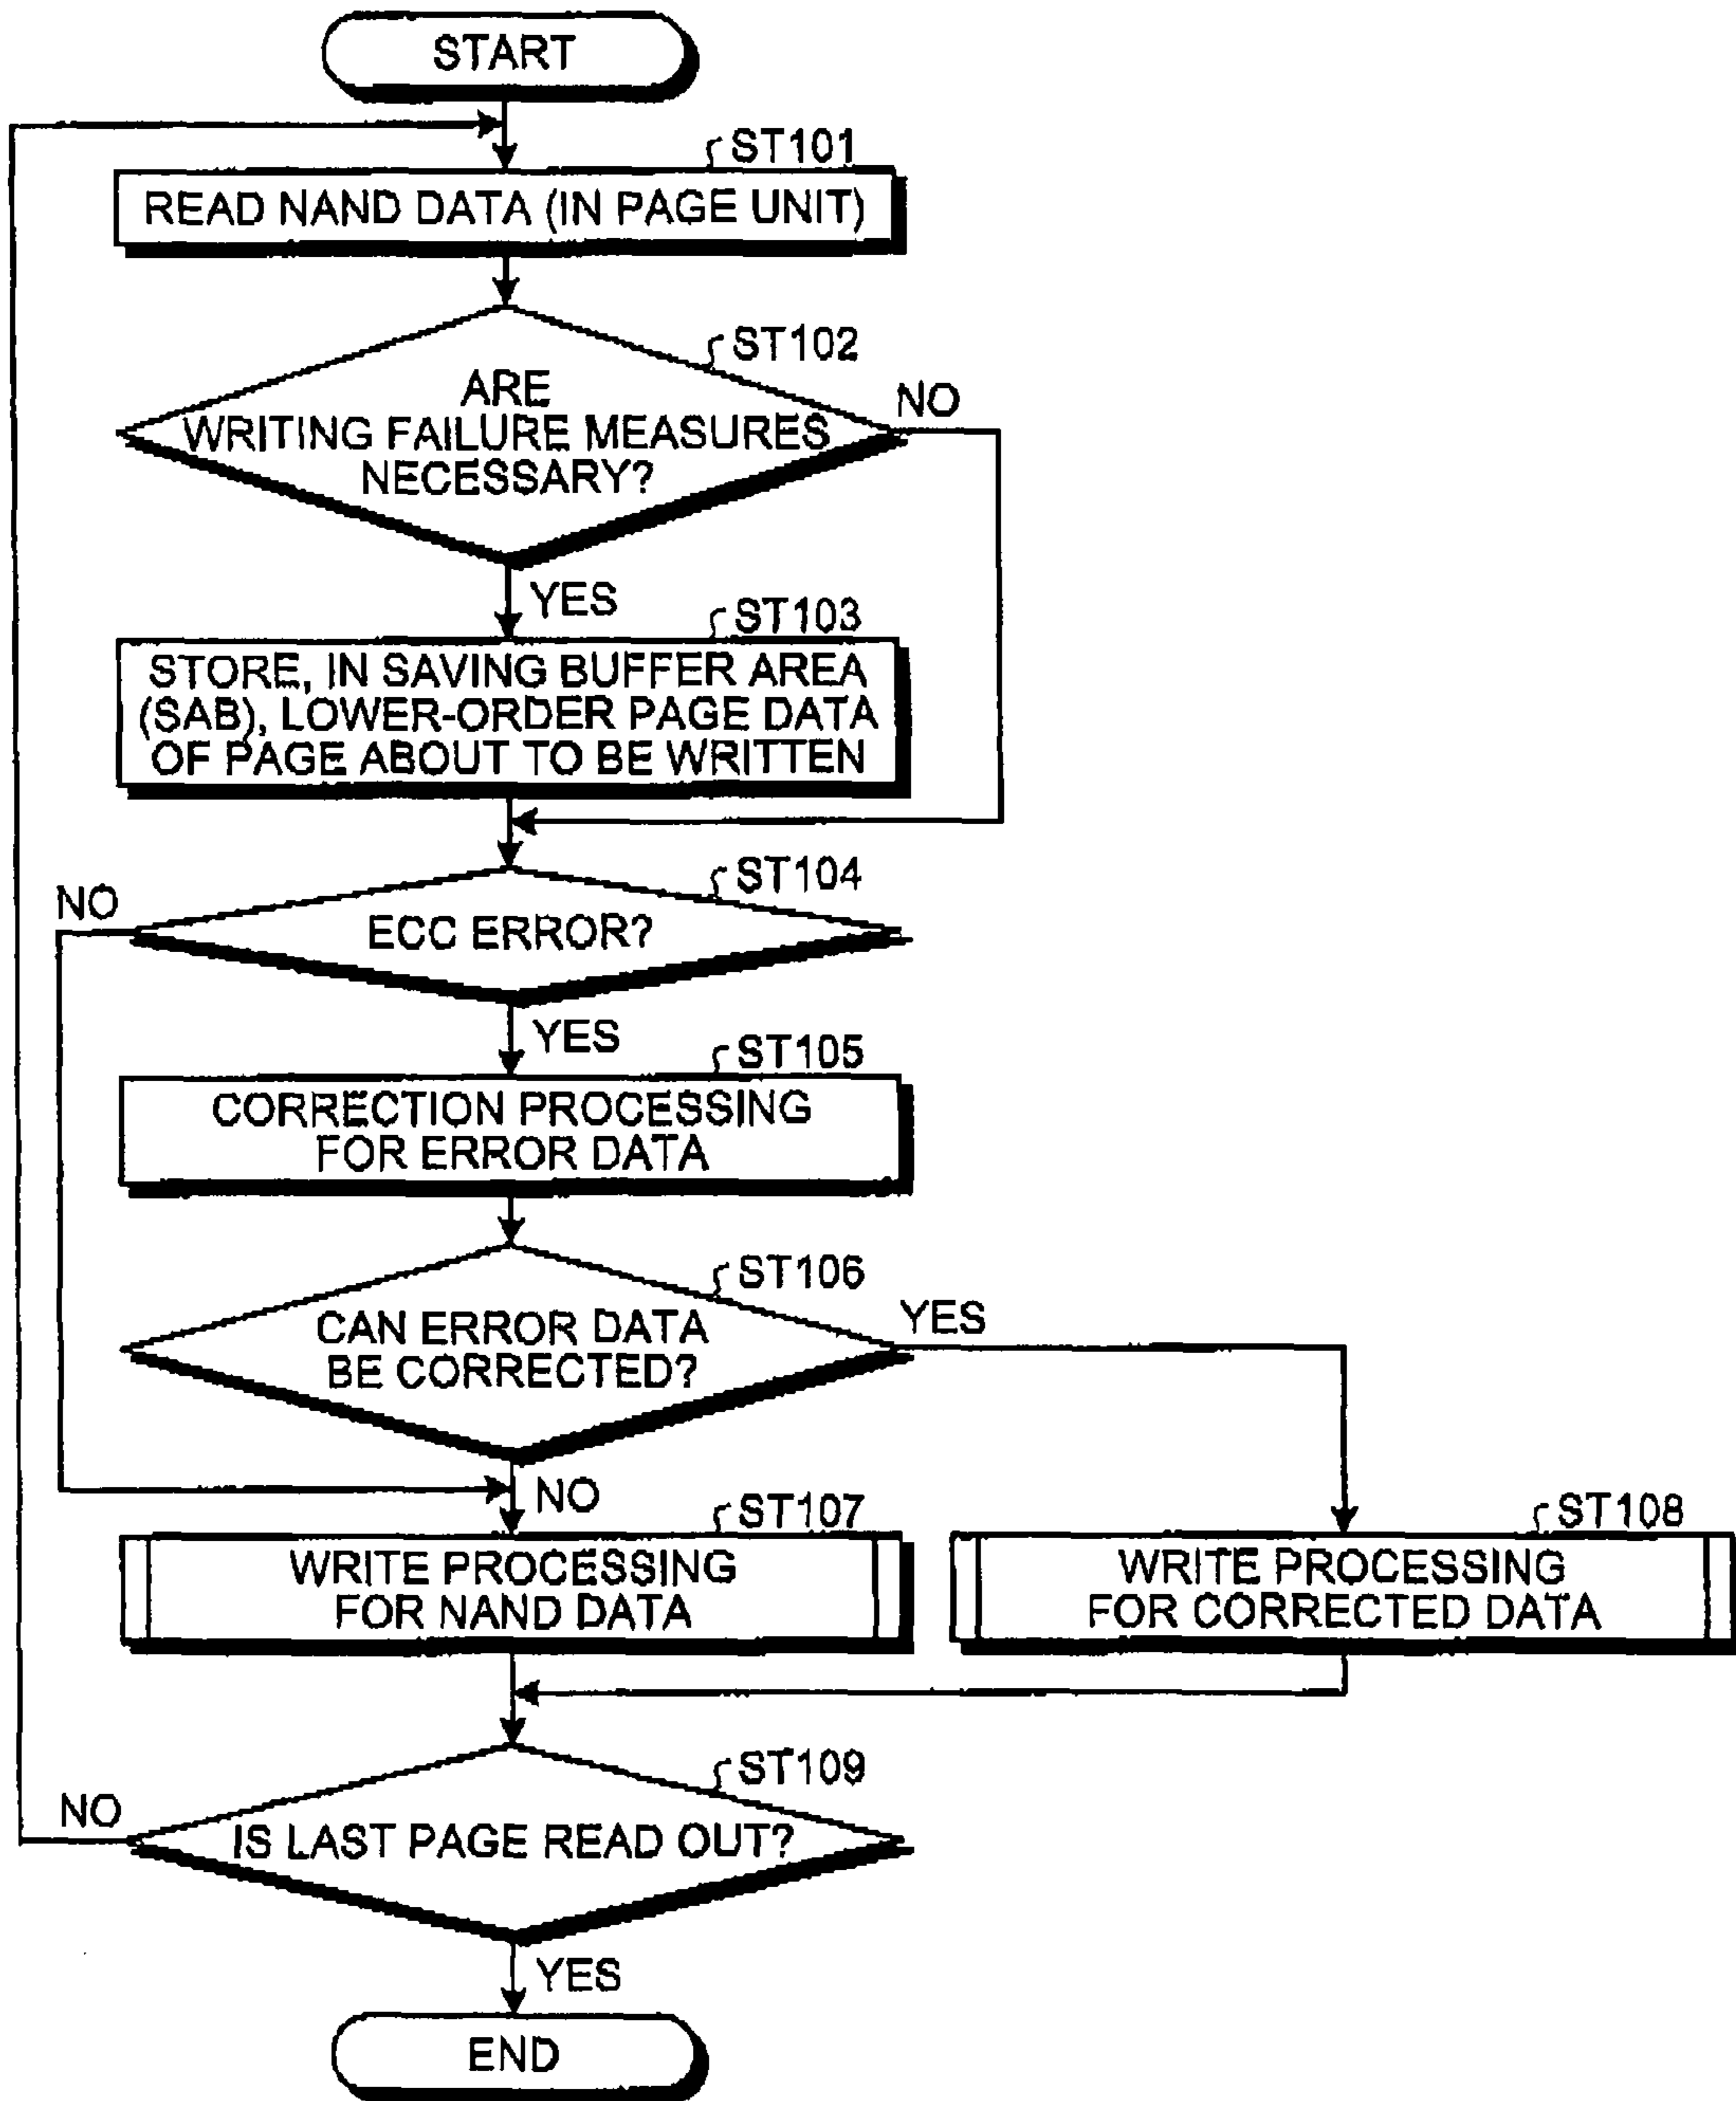 START
ST101
READ NAND DATA (IN PAGE UNIT)
ST102
ARE
WRITING FAILURE MEASURES
NECESSARY?
NO
YES
ST103
STORE, IN SAVING BUFFER AREA
(SAB), LOWER-ORDER PAGE DATA
OF PAGE ABOUT TO BE WRITTEN
ST104
NO
ECC ERROR?
YES
ST105
CORRECTION PROCESSING
FOR ERROR DATA
ST106
CAN ERROR DATA
BE CORRECTED?
YES
NO
ST107
WRITE PROCESSING
FOR NAND DATA
ST108
WRITE PROCESSING
FOR CORRECTED DATA
ST109
NO
IS LAST PAGE READ OUT?
YES
END